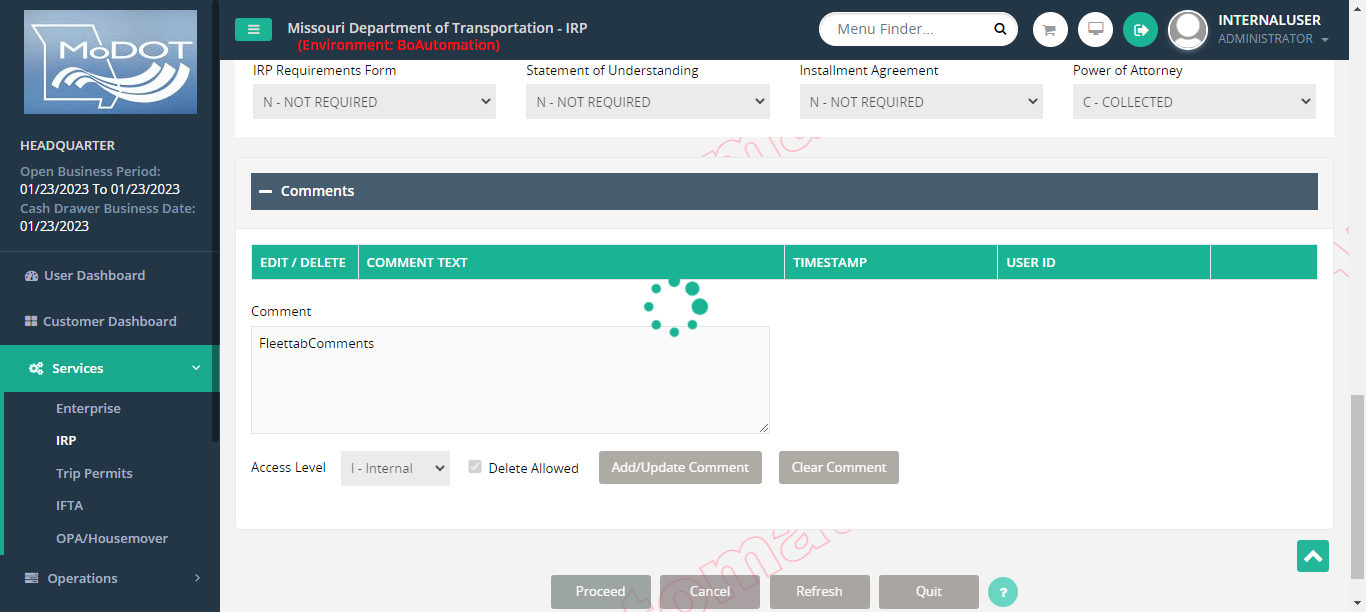 MoDOT
Missouri Department of Transportation - IRP
(Environment: BoAutomation)
Menu Finder...
INTERNALUSER
ADMINISTRATOR
HEADQUARTER
Open Business Period:
01/23/2023 To 01/23/2023
Cash Drawer Business Date:
01/23/2023
User Dashboard
Customer Dashboard
Services
Enterprise
IRP
Trip Permits
IFTA
OPA/Housemover
Operations
IRP Requirements Form
Statement of Understanding
Installment Agreement
Power of Attorney
N - NOT REQUIRED
N - NOT REQUIRED
N - NOT REQUIRED
C - COLLECTED
Comments
EDIT / DELETE
COMMENT TEXT
TIMESTAMP
USER ID
Comment
FleettabComments
Access Level
I - Internal
Delete Allowed
Add/Update Comment
Clear Comment
Proceed
Cancel
Refresh
Quit
?